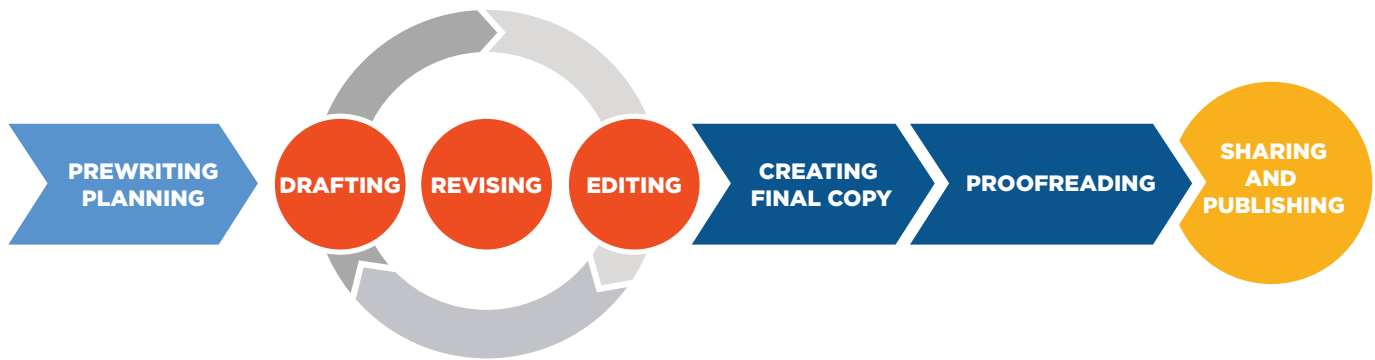 PREWRITING
PLANNING
DRAFTING
REVISING
EDITING
CREATING
FINAL COPY
PROOFREADING
SHARING
AND
PUBLISHING